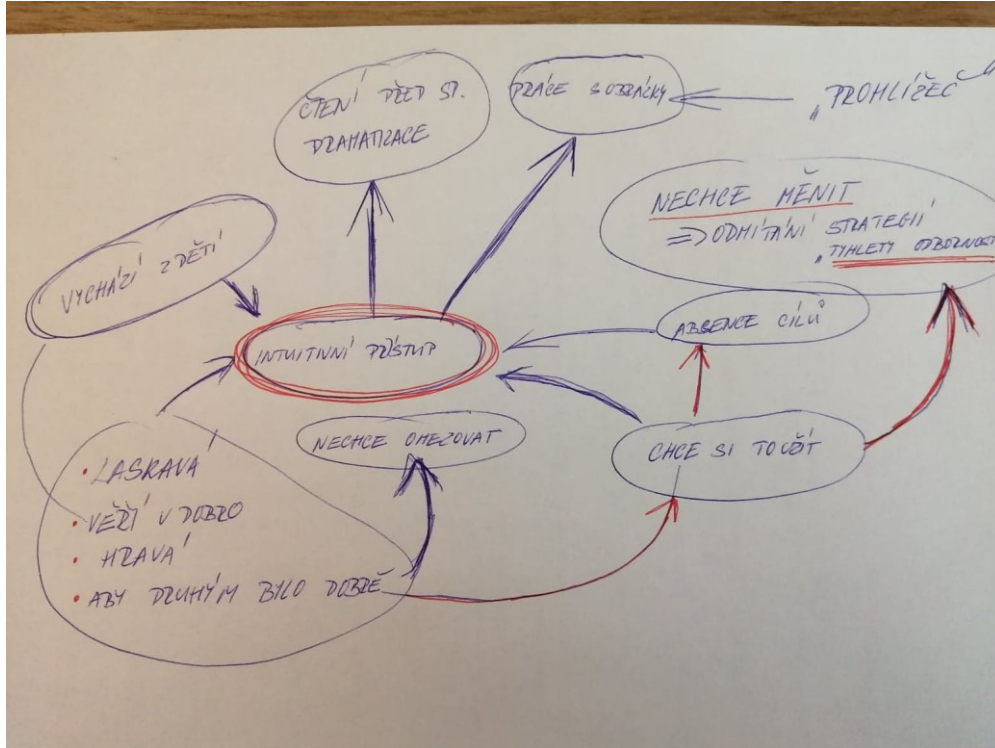 ČTENÍ PŘED SP.
DRAMATIZACE
PRÁCE S OBRÁZKY
„PROHLÍŽEČ“
NECHCE MĚNIT
=> ODMÍTÁNÍ STRATEGIÍ
„TYHLETY ODBORNOSTI
VYCHÁZÍ Z DĚTÍ
ABSENCE CÍLŮ
INTUITIVNÍ PŘÍSTUP
NECHCE OMEZOVAT
CHCE SI TO UŽÍT
• LASKAVÁ
• VĚŘÍ V DOBRO
• HRAVÁ
• ABY DRUHÝM BYLO DOBŘE